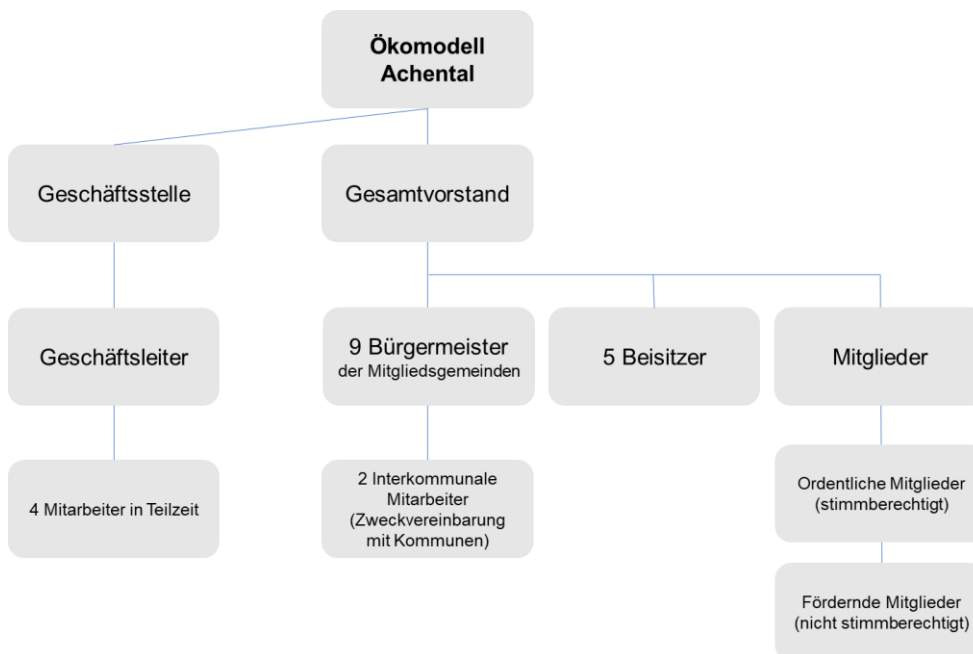 Ökomodell
Achental
Geschäftsstelle
Gesamtvorstand
Geschäftsleiter
9 Bürgermeister
der Mitgliedsgemeinden
5 Beisitzer
Mitglieder
4 Mitarbeiter in Teilzeit
2 Interkommunale
Mitarbeiter
(Zweckvereinbarung
mit Kommunen)
Ordentliche Mitglieder
(stimmberechtigt)
Fördernde Mitglieder
(nicht stimmberechtigt)